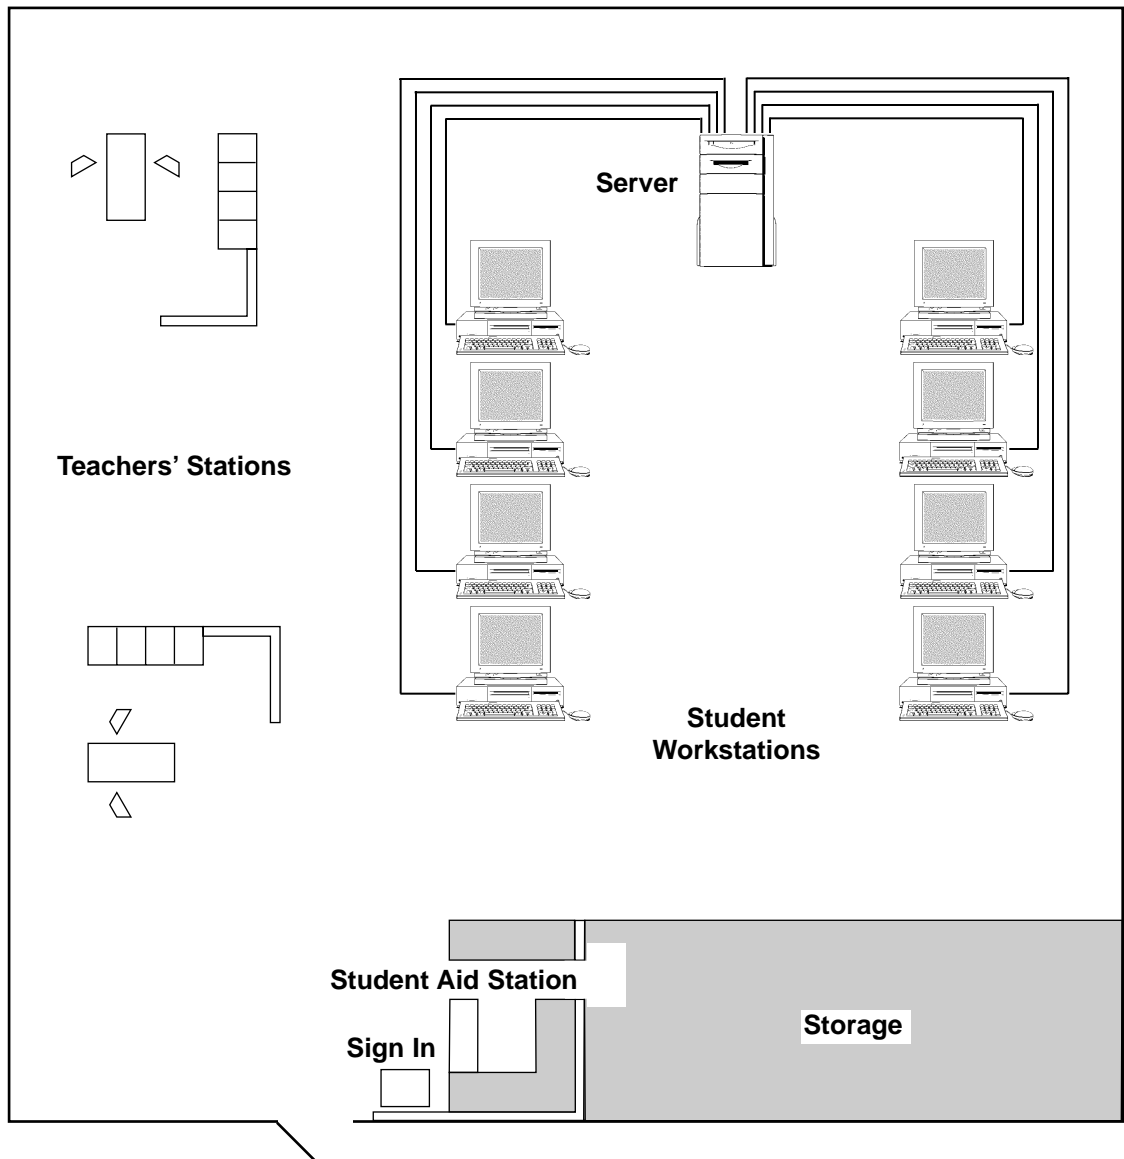 Server
Teachers’ Stations
Student
Workstations
Student Aid Station
Storage
Sign In